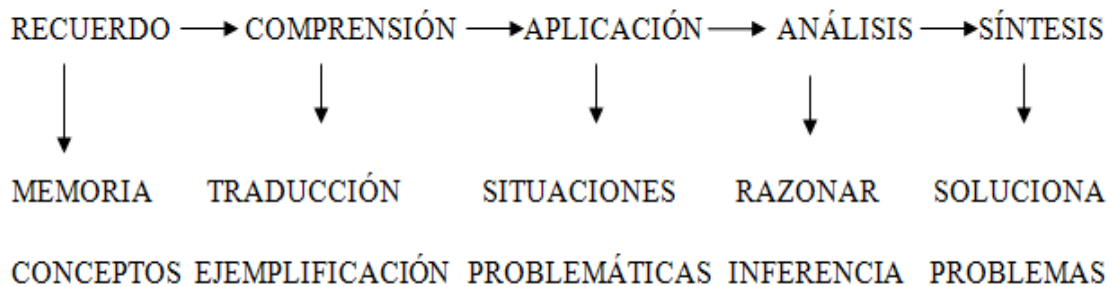 RECUERDO COMPRENSIÓN APLICACIÓN ANÁLISIS SÍNTESIS
MEMORIA TRADUCCIÓN SITUACIONES RAZONAR SOLUCIONA
CONCEPTOS EJEMPLIFICACIÓN PROBLEMÁTICAS INFERENCIA PROBLEMAS